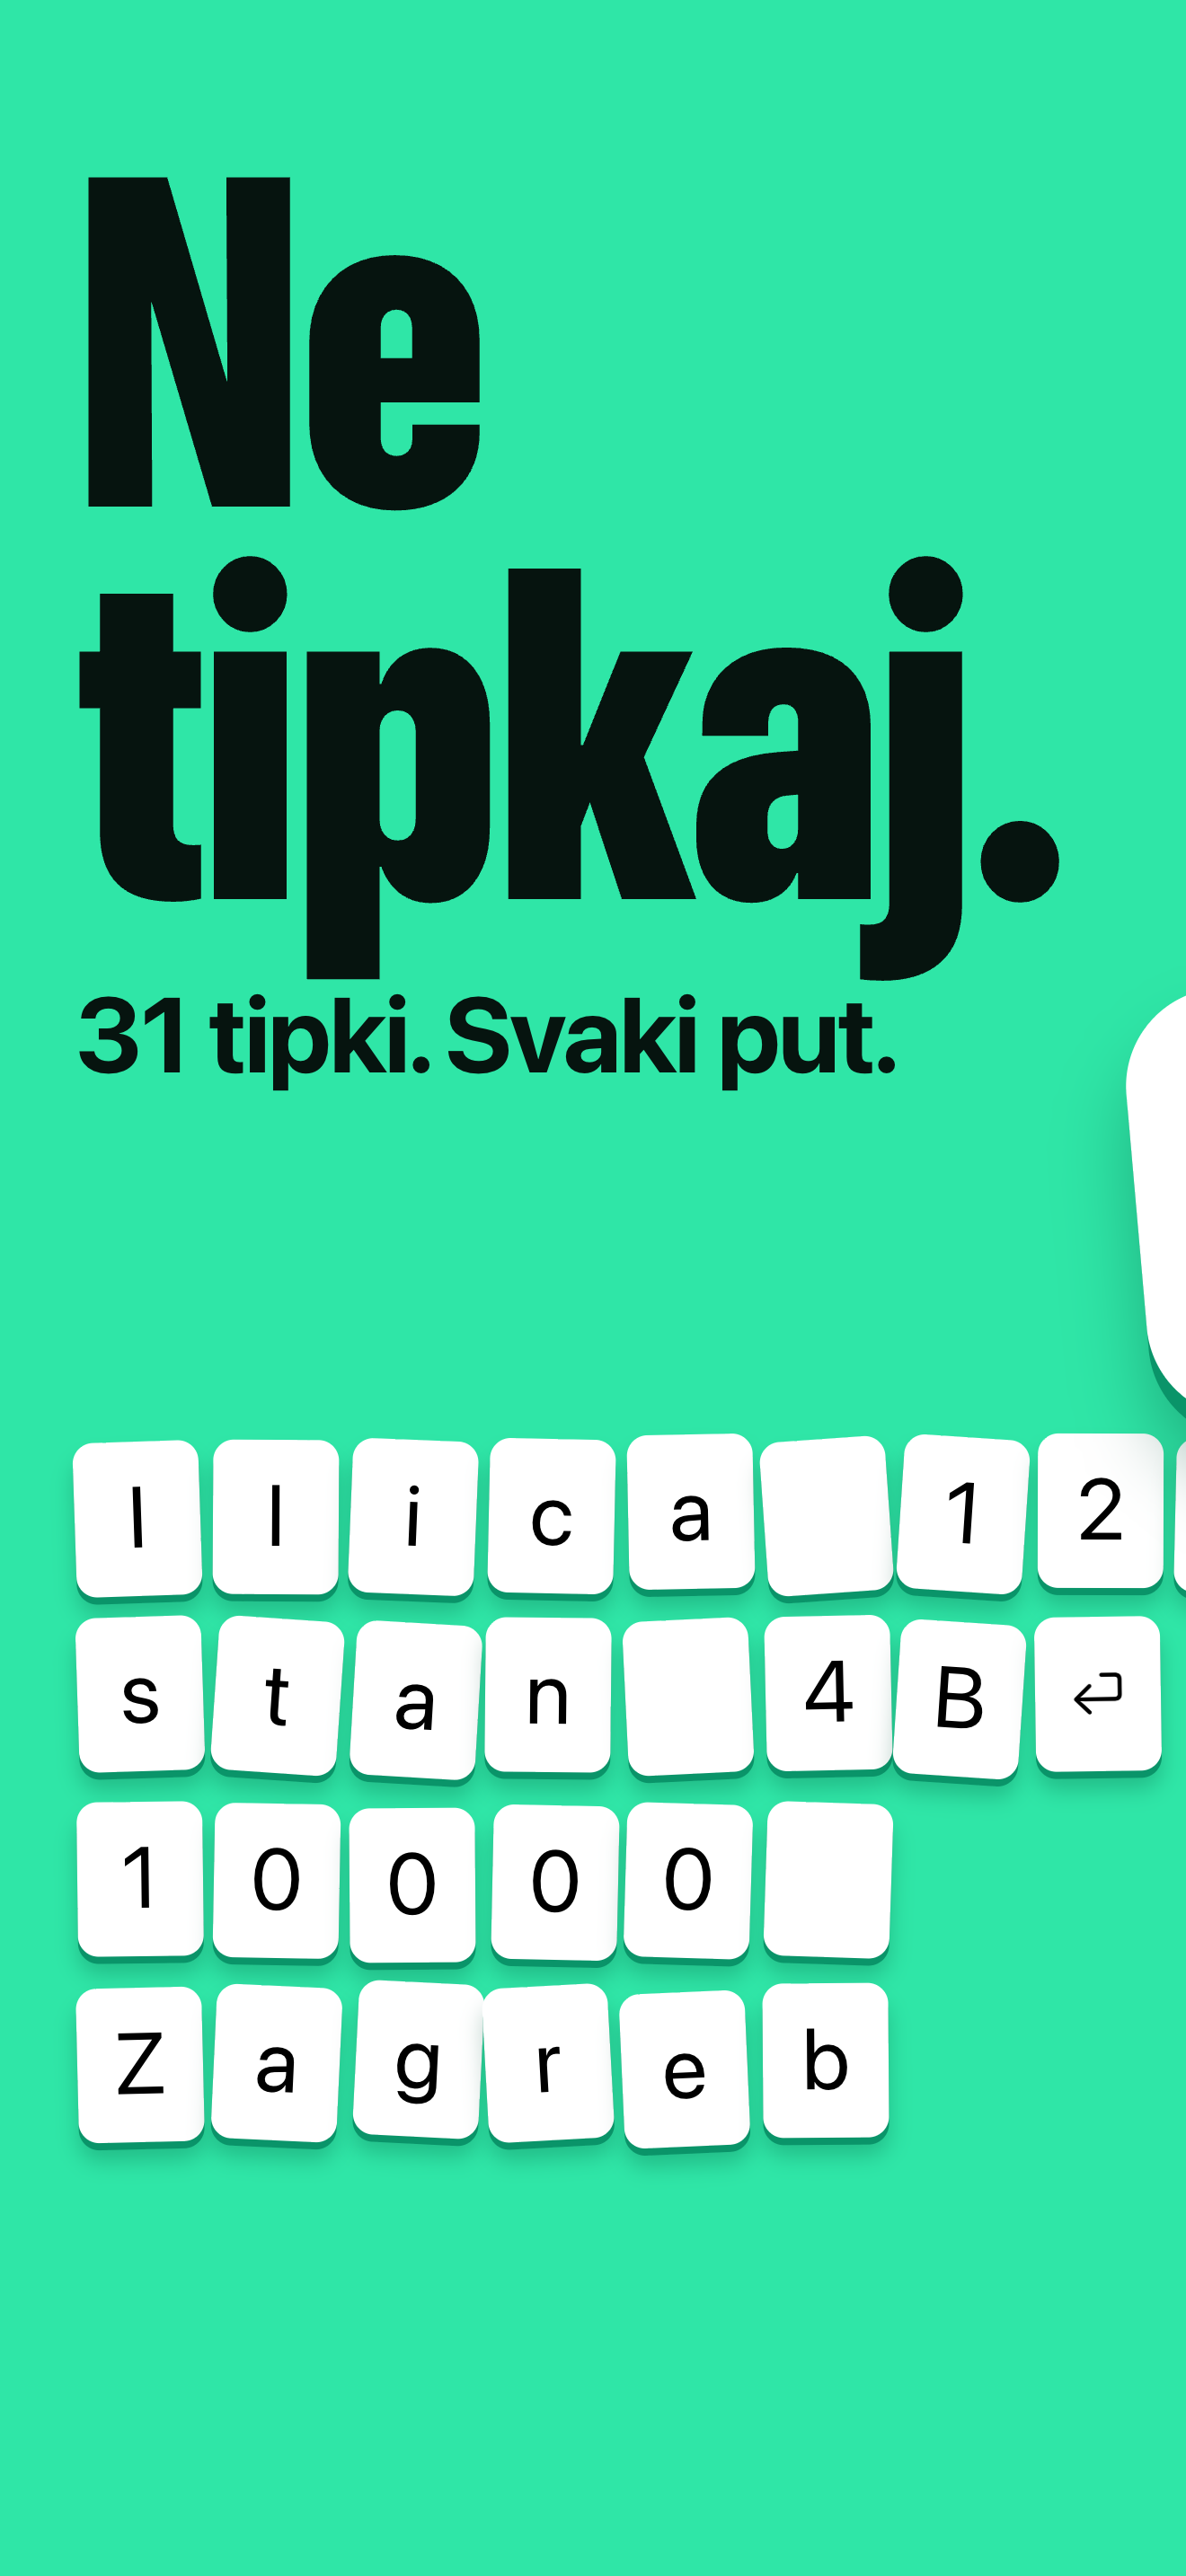 Ne
tipkaj.
31 tipki. Svaki put.
Ilica 12
stan 4B ⏎
10000
Zagreb